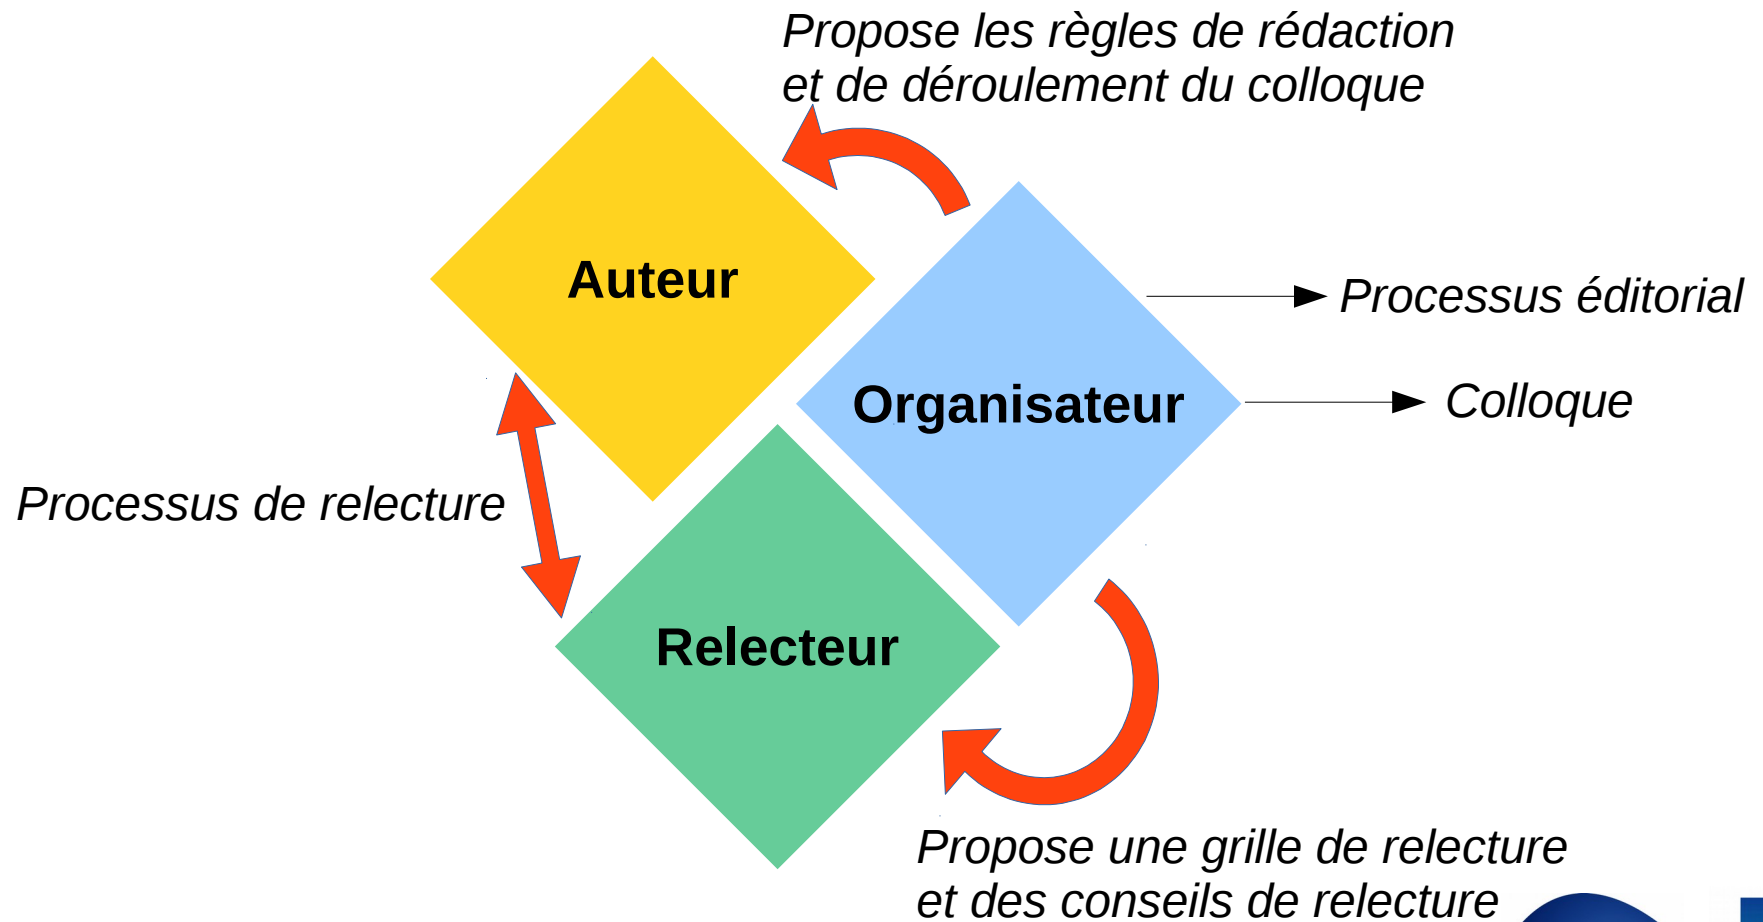 Propose les règles de rédaction
et de déroulement du colloque
Auteur
Processus éditorial
Organisateur
Colloque
Processus de relecture
Relecteur
Propose une grille de relecture
et des conseils de relecture